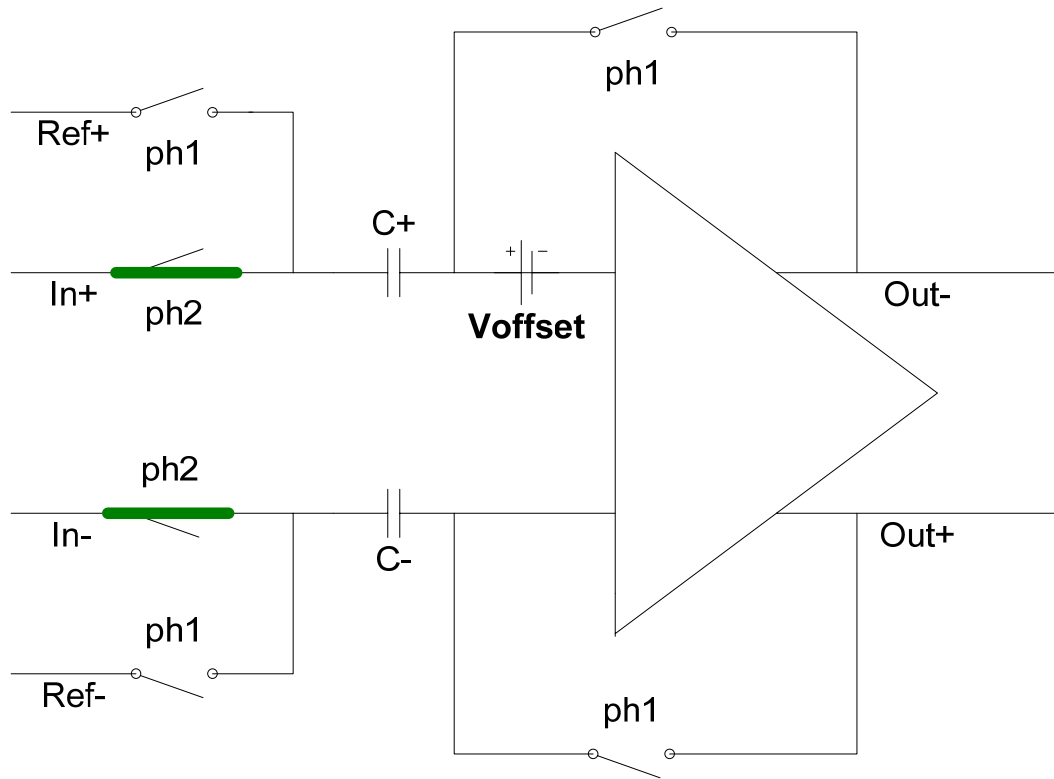 ph1
Ref+
ph1
C+
In+
ph2
+ -
Voffset
Out-
ph2
In-
C-
Out+
ph1
Ref-
ph1